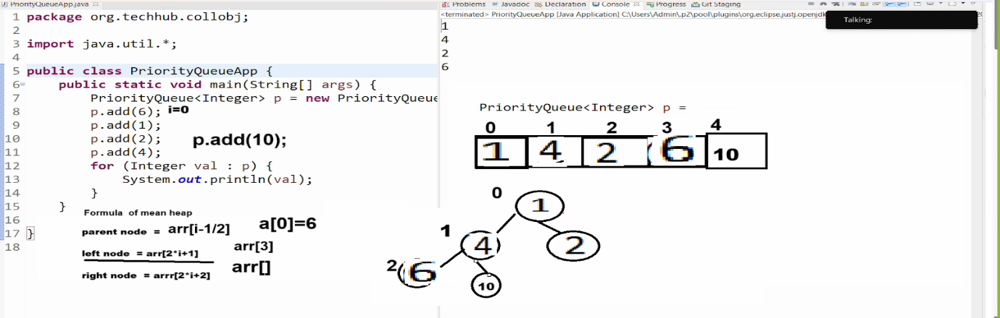 PriorityQueueApp.java
1 package org.techhub.collobj;
2
3 import java.util.*;
4
5 public class PriorityQueueApp {
6 public static void main(String[] args) {
7 PriorityQueue<Integer> p = new PriorityQueue
8 p.add(6); i=0
9 p.add(1);
10 p.add(2); p.add(10);
11 p.add(4);
12 for (Integer val : p) {
13 System.out.println(val);
14 }
15 }
16
17 }
18
Formula of mean heap
parent node = arr[i-1/2] a[0]=6
left node = arr[2*i+1] arr[3]
right node = arrr[2*i+2] arr[]
Problems Javadoc Declaration Console Progress Git Staging
<terminated> PriorityQueueApp [Java Application] C:\Users\Admin\.p2\pool\plugins\org.eclipse.justj.openjdk
Talking:
1
4
2
6
PriorityQueue<Integer> p =
0 1 2 3 4
1 4 2 6 10
0 1
1 4 2
2 6 10